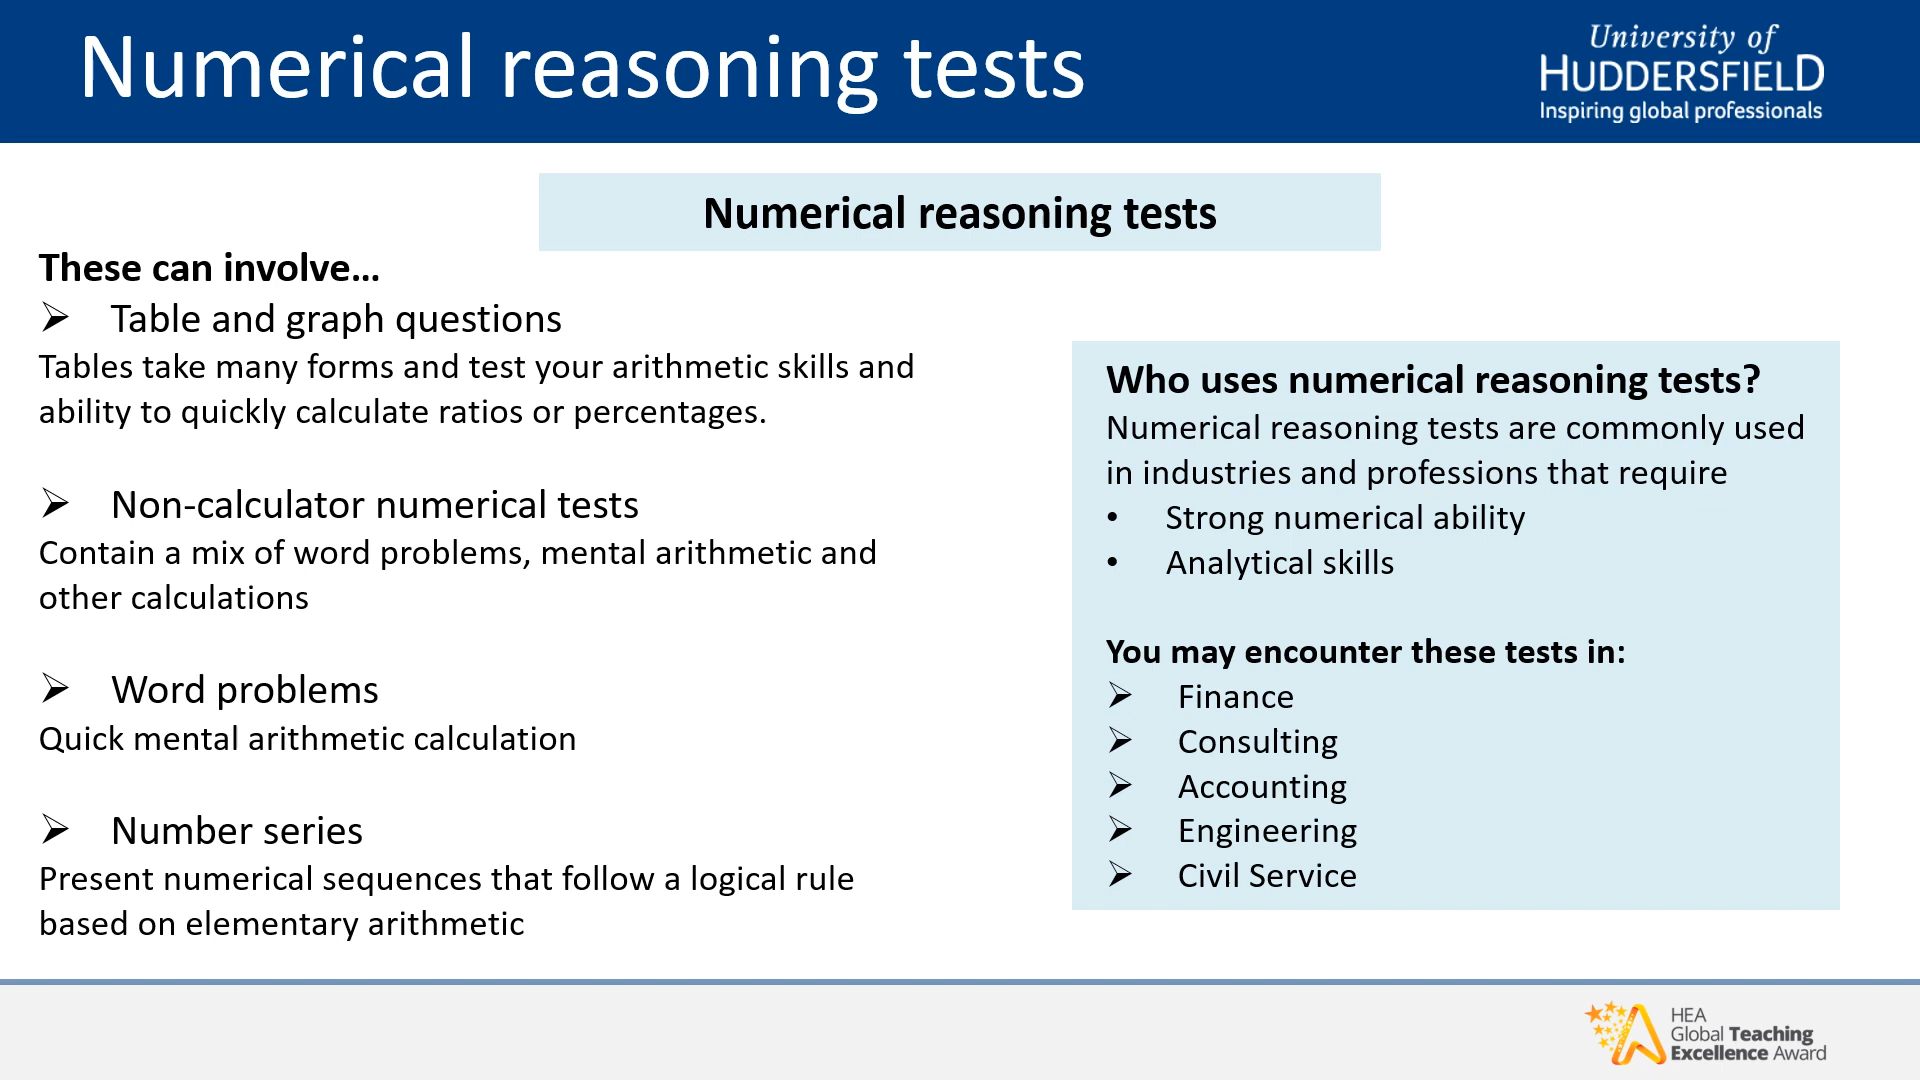 Numerical reasoning tests
University of
HUDDERSFIELD
Inspiring global professionals
Numerical reasoning tests
These can involve...
➢ Table and graph questions
Tables take many forms and test your arithmetic skills and
ability to quickly calculate ratios or percentages.
➢ Non-calculator numerical tests
Contain a mix of word problems, mental arithmetic and
other calculations
➢ Word problems
Quick mental arithmetic calculation
➢ Number series
Present numerical sequences that follow a logical rule
based on elementary arithmetic
Who uses numerical reasoning tests?
Numerical reasoning tests are commonly used
in industries and professions that require
• Strong numerical ability
• Analytical skills
You may encounter these tests in:
➢ Finance
➢ Consulting
➢ Accounting
➢ Engineering
➢ Civil Service
HEA
Global Teaching
Excellence Award